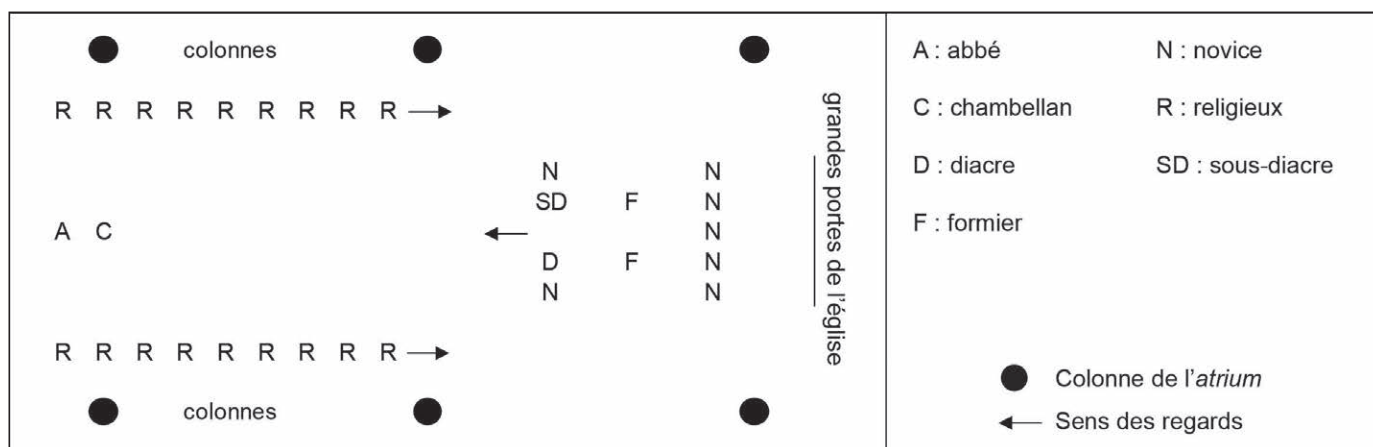 colonnes
R R R R R R R R R
N N
SD F N
A C N
D F N
N N
R R R R R R R R R
colonnes
grandes portes de l'église
A : abbé N : novice
C : chambellan R : religieux
D : diacre SD : sous-diacre
F : formier
Colonne de l'atrium
Sens des regards